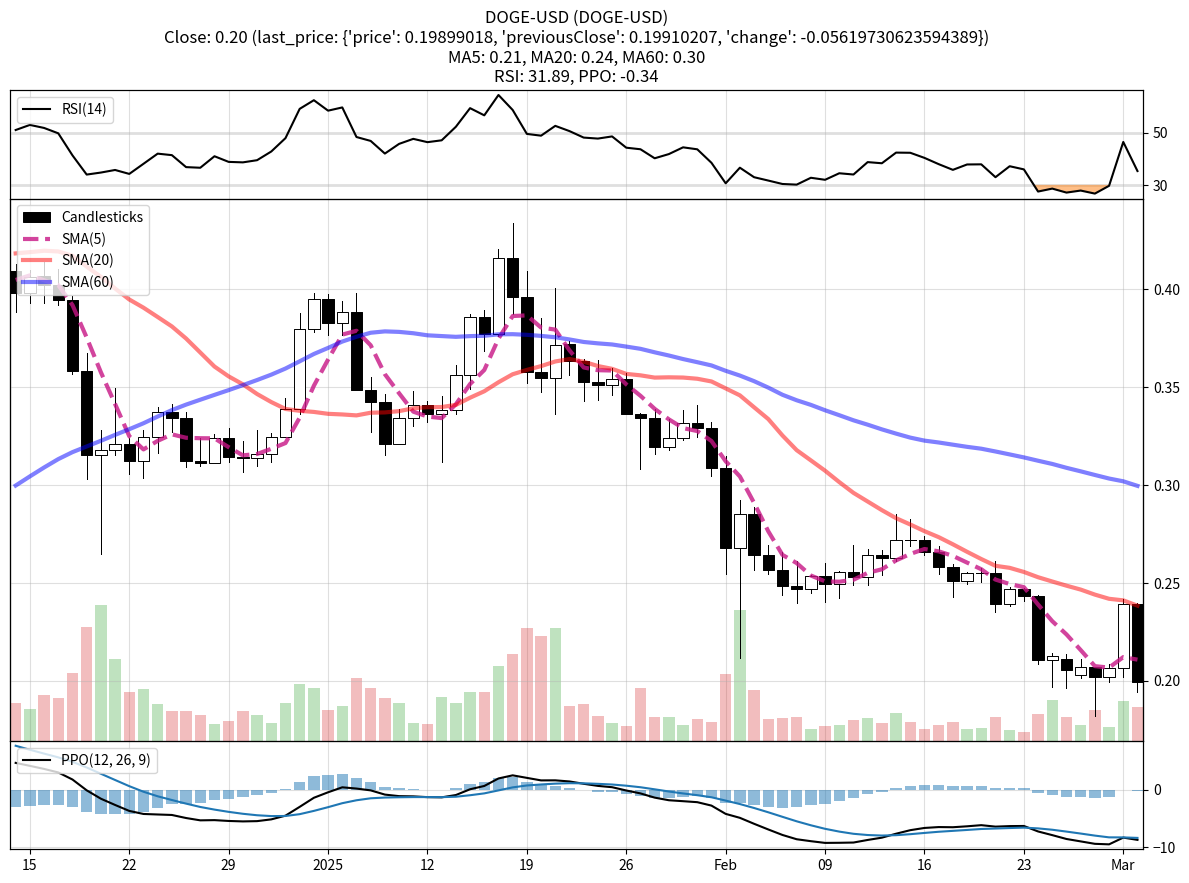 DOGE-USD (DOGE-USD)
Close: 0.20 (last_price: {'price': 0.19899018, 'previousClose': 0.19910207, 'change': -0.05619730623594389})
MA5: 0.21, MA20: 0.24, MA60: 0.30
RSI: 31.89, PPO: -0.34
RSI(14)
50
30
Candlesticks
SMA(5)
SMA(20)
SMA(60)
0.40
0.35
0.30
0.25
0.20
PPO(12, 26, 9)
0
−10
15 22 29 2025 12 19 26 Feb 09 16 23 Mar